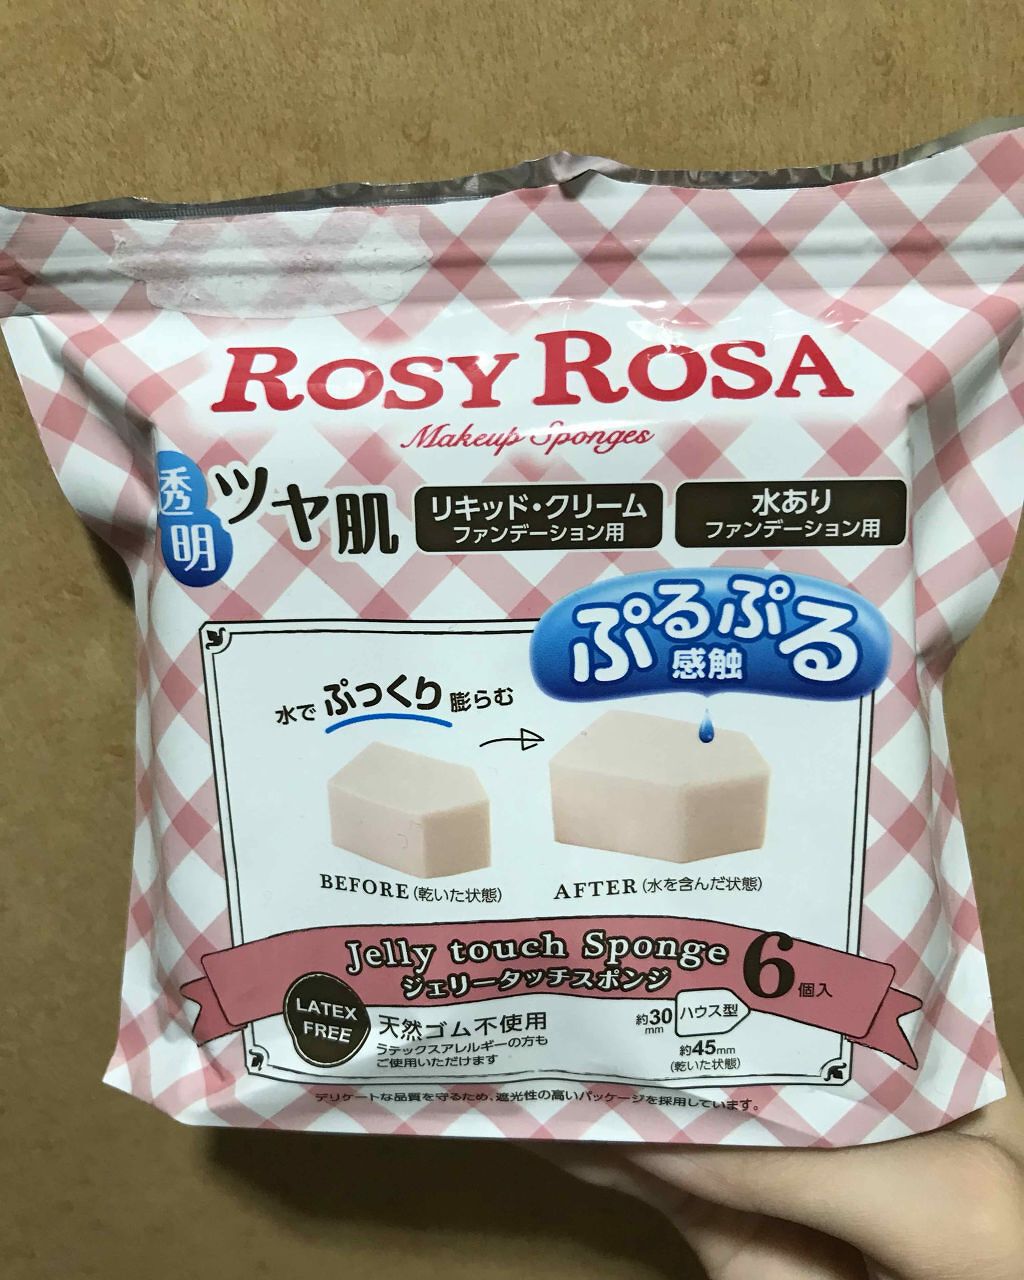 ROSY ROSA
Makeup Sponges
透明
ツヤ肌
リキッド・クリーム
ファンデーション用
水あり
ファンデーション用
ぷるぷる
感触
水でぷっくり膨らむ
BEFORE(乾いた状態)
AFTER(水を含んだ状態)
Jelly touch Sponge
ジェリータッチスポンジ
6個入
LATEX
FREE
天然ゴム不使用
ラテックスアレルギーの方も
ご使用いただけます
約30
mm
ハウス型
約45mm
(乾いた状態)
デリケートな品質を守るため、遮光性の高いパッケージを採用しています。